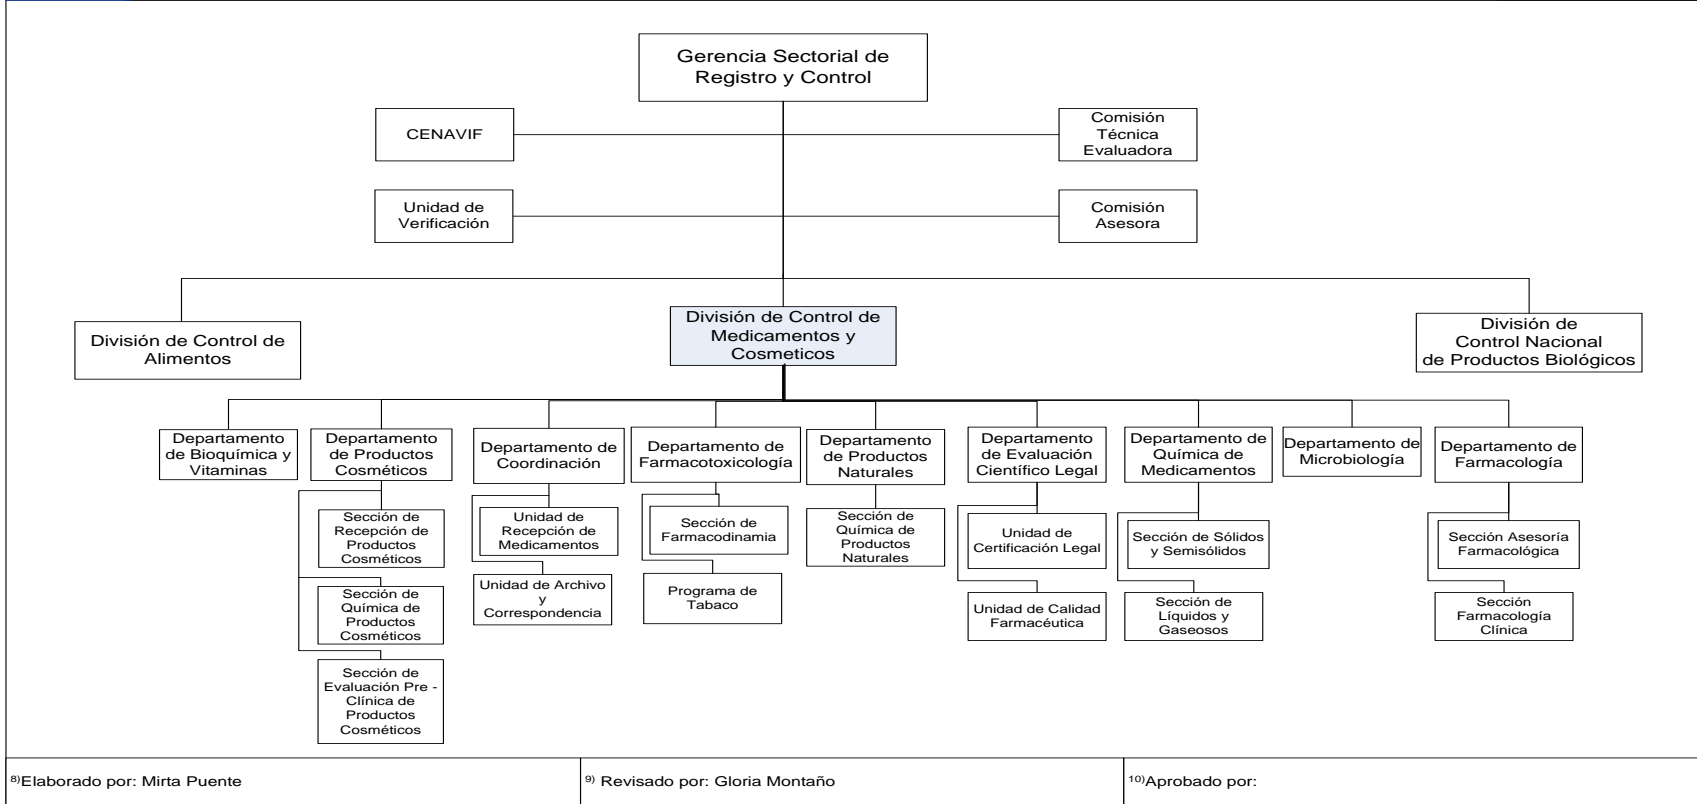 Gerencia Sectorial de
Registro y Control
CENAVIF
Comisión
Técnica
Evaluadora
Unidad de
Verificación
Comisión
Asesora
División de Control de
Alimentos
División de Control de
Medicamentos y
Cosmeticos
División de
Control Nacional
de Productos Biológicos
Departamento
de Bioquímica y
Vitaminas
Departamento
de Productos
Cosméticos
Departamento de
Coordinación
Departamento de
Farmacotoxicología
Departamento
de Productos
Naturales
Departamento
de Evaluación
Científico Legal
Departamento de
Química de
Medicamentos
Departamento de
Microbiología
Departamento de
Farmacología
Sección de
Recepción de
Productos
Cosméticos
Unidad de
Recepción de
Medicamentos
Sección de
Farmacodinamia
Sección de
Química de
Productos
Naturales
Unidad de
Certificación Legal
Sección de Sólidos
y Semisólidos
Sección Asesoría
Farmacológica
Sección de
Química de
Productos
Cosméticos
Unidad de Archivo
y
Correspondencia
Programa de
Tabaco
Unidad de Calidad
Farmacéutica
Sección de
Líquidos y
Gaseosos
Sección
Farmacología
Clínica
Sección de
Evaluación Pre -
Clínica de
Productos
Cosméticos
8)Elaborado por: Mirta Puente
9) Revisado por: Gloria Montaño
10)Aprobado por: